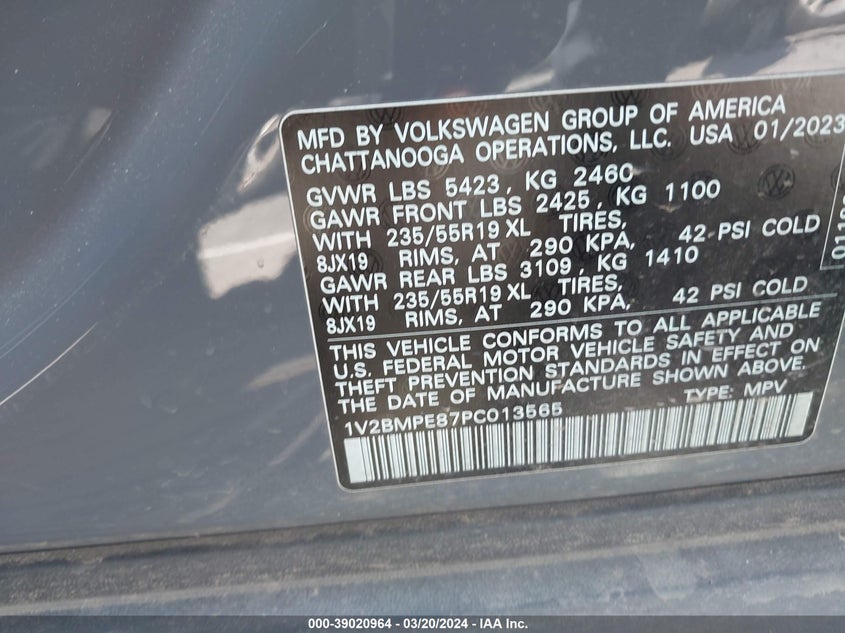 MFD BY VOLKSWAGEN GROUP OF AMERICA
CHATTANOOGA OPERATIONS, LLC. USA 01/2023
GVWR LBS 5423, KG 2460
GAWR FRONT LBS 2425, KG 1100
WITH 235/55R19 XL TIRES,
8JX19 RIMS, AT 290 KPA, 42 PSI COLD
GAWR REAR LBS 3109, KG 1410
WITH 235/55R19 XL TIRES,
8JX19 RIMS, AT 290 KPA, 42 PSI COLD
THIS VEHICLE CONFORMS TO ALL APPLICABLE
U.S. FEDERAL MOTOR VEHICLE SAFETY AND
THEFT PREVENTION STANDARDS IN EFFECT ON
THE DATE OF MANUFACTURE SHOWN ABOVE.
1V2BMPE87PC013565 TYPE: MPV
000-39020964 - 03/20/2024 - IAA Inc.